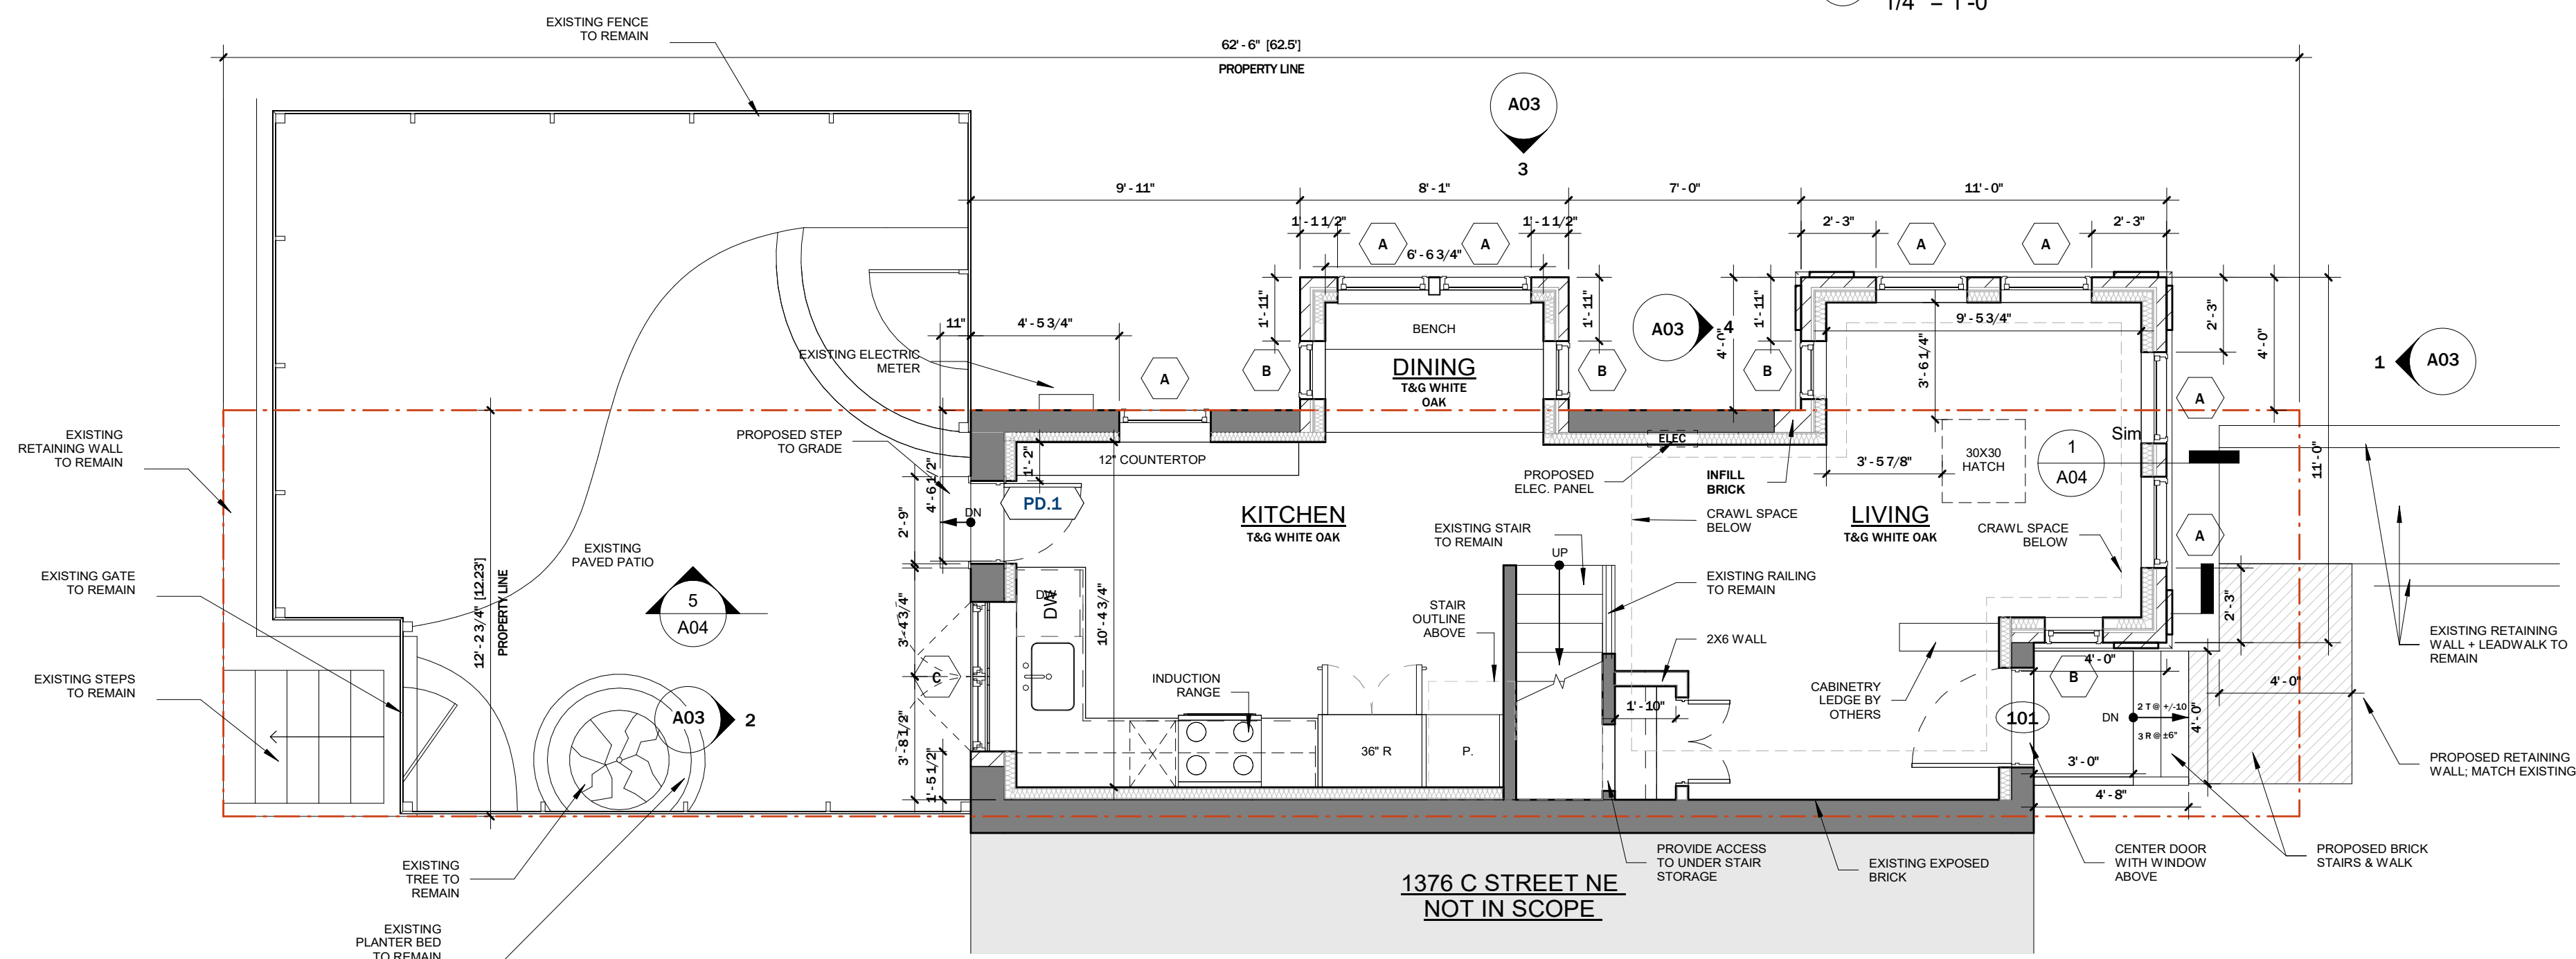 1/4" = 1'-0"
EXISTING FENCE
TO REMAIN
62' - 6" [62.5']
PROPERTY LINE
A03
3
9' - 11"
8' - 1"
7' - 0"
11' - 0"
1' - 1 1/2"
A
A
1' - 1 1/2"
6' - 6 3/4"
2' - 3"
A
A
2' - 3"
1' - 11"
1' - 11"
1' - 11"
4' - 0"
2' - 3"
4' - 0"
11' - 0"
11"
4' - 5 3/4"
EXISTING ELECTRIC
METER
A
B
BENCH
DINING
T&G WHITE
OAK
B
A03
4
B
9' - 5 3/4"
3' - 6 1/4"
1
A03
A
EXISTING
RETAINING WALL
TO REMAIN
PROPOSED STEP
TO GRADE
4' - 6 1/2"
1' - 2"
12" COUNTERTOP
ELEC
PROPOSED
ELEC. PANEL
INFILL
BRICK
3' - 5 7/8"
30X30
HATCH
Sim
1
A04
PD.1
DN
2' - 9"
KITCHEN
T&G WHITE OAK
EXISTING STAIR
TO REMAIN
UP
CRAWL SPACE
BELOW
LIVING
T&G WHITE OAK
CRAWL SPACE
BELOW
A
EXISTING
PAVED PATIO
EXISTING GATE
TO REMAIN
12' - 2 3/4" [12.23']
PROPERTY LINE
5
A04
3' - 4 3/4"
DW
DW
10' - 4 3/4"
STAIR
OUTLINE
ABOVE
EXISTING RAILING
TO REMAIN
2X6 WALL
2' - 3"
EXISTING RETAINING
WALL + LEADWALK TO
REMAIN
EXISTING STEPS
TO REMAIN
C
INDUCTION
RANGE
1' - 10"
CABINETRY
LEDGE BY
OTHERS
4' - 0"
B
4' - 0"
A03
2
3' - 8 1/2"
1' - 5 1/2"
36" R
P.
101
DN
2 T @ +/-10
3 R @ ±6"
4' - 0"
3' - 0"
4' - 8"
PROPOSED RETAINING
WALL; MATCH EXISTING
EXISTING
TREE TO
REMAIN
PROVIDE ACCESS
TO UNDER STAIR
STORAGE
EXISTING EXPOSED
BRICK
CENTER DOOR
WITH WINDOW
ABOVE
PROPOSED BRICK
STAIRS & WALK
1376 C STREET NE
NOT IN SCOPE
EXISTING
PLANTER BED
TO REMAIN